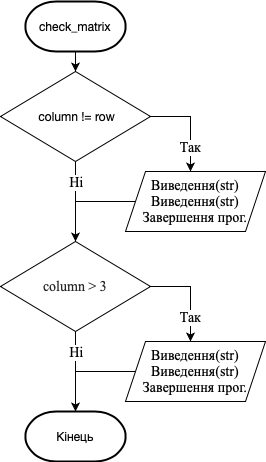 check_matrix
column != row
Так
Ні
Виведення(str)
Виведення(str)
Завершення прог.
column > 3
Так
Ні
Виведення(str)
Виведення(str)
Завершення прог.
Кінець